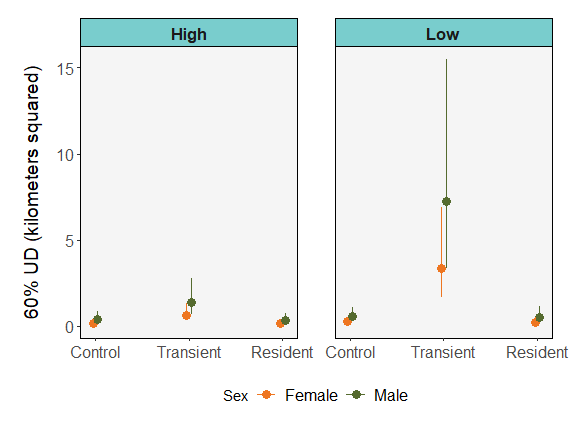 High Low
60% UD (kilometers squared)
15
10
5
0
Control Transient Resident Control Transient Resident
Sex Female Male